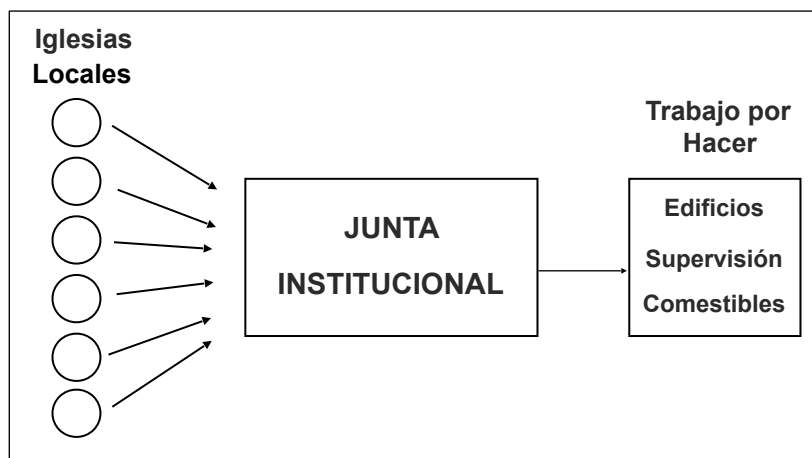 Iglesias
Locales
Trabajo por
Hacer
JUNTA
INSTITUCIONAL
Edificios
Supervisión
Comestibles